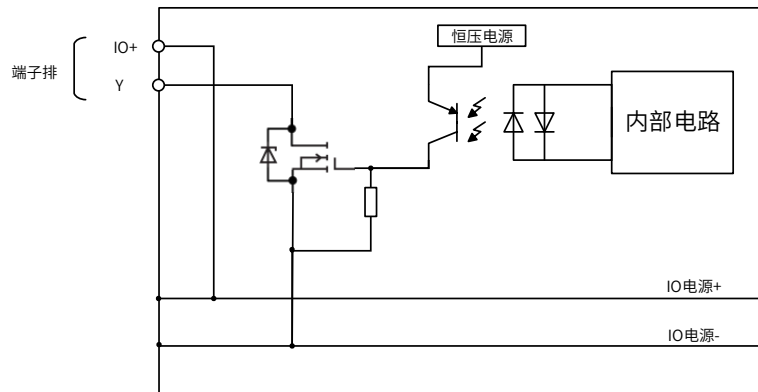 恒压电源
IO+
端子排
Y
内部电路
IO电源+
IO电源-